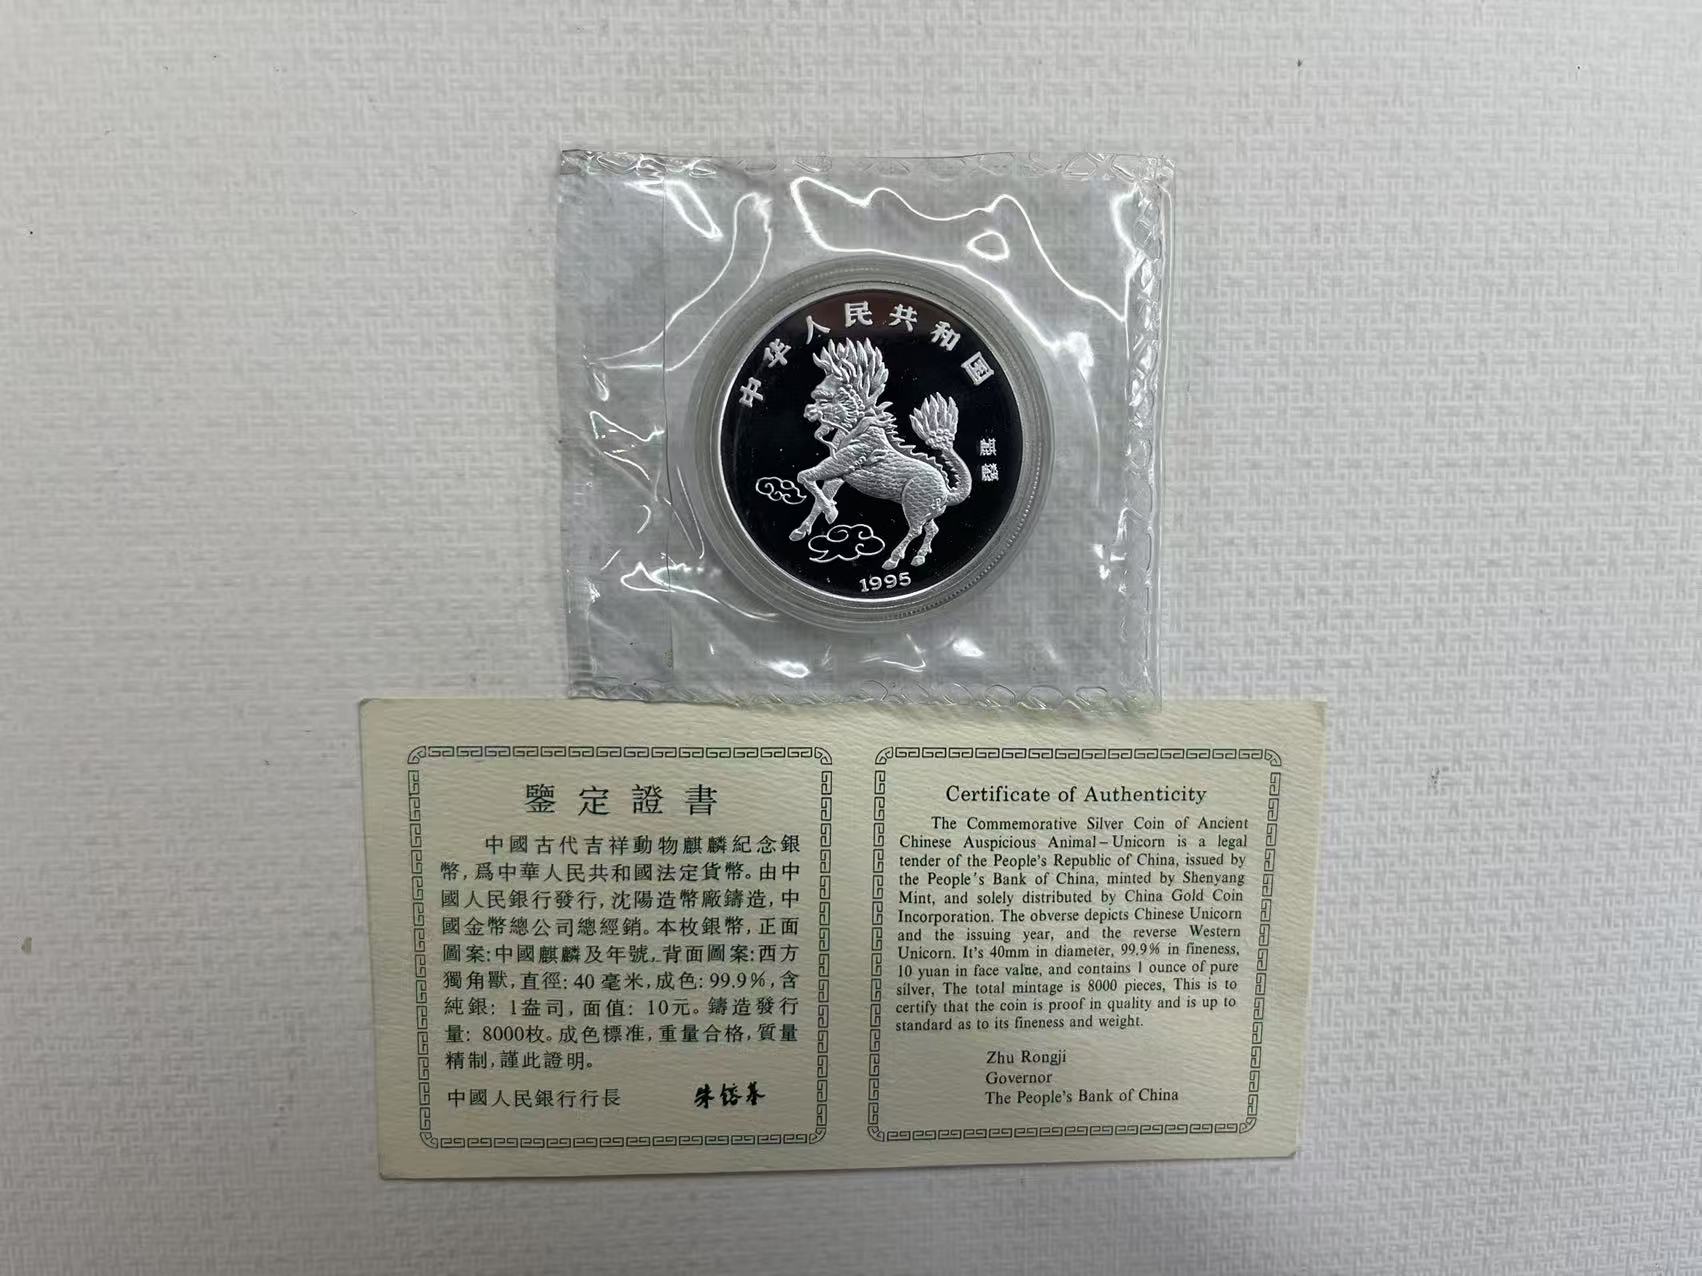 中华人民共和国
麒麟
1995
鑒定證書
中國古代吉祥動物麒麟紀念銀
幣，爲中華人民共和國法定貨幣。由中
國人民銀行發行，沈陽造幣廠鑄造，中
國金幣總公司總經銷。本枚銀幣，正面
圖案：中國麒麟及年號，背面圖案：西方
獨角獸，直徑：40毫米，成色：99.9%，含
純銀：1盎司，面值：10元。鑄造發行
量：8000枚。成色標准，重量合格，質量
精制，謹此證明。
中國人民銀行行長 朱鎔基
Certificate of Authenticity
The Commemorative Silver Coin of Ancient
Chinese Auspicious Animal–Unicorn is a legal
tender of the People's Republic of China, issued by
the People's Bank of China, minted by Shenyang
Mint, and solely distributed by China Gold Coin
Incorporation. The obverse depicts Chinese Unicorn
and the issuing year, and the reverse Western
Unicorn. It's 40mm in diameter, 99.9% in fineness,
10 yuan in face value, and contains 1 ounce of pure
silver, The total mintage is 8000 pieces, This is to
certify that the coin is proof in quality and is up to
standard as to its fineness and weight.
Zhu Rongji
Governor
The People's Bank of China